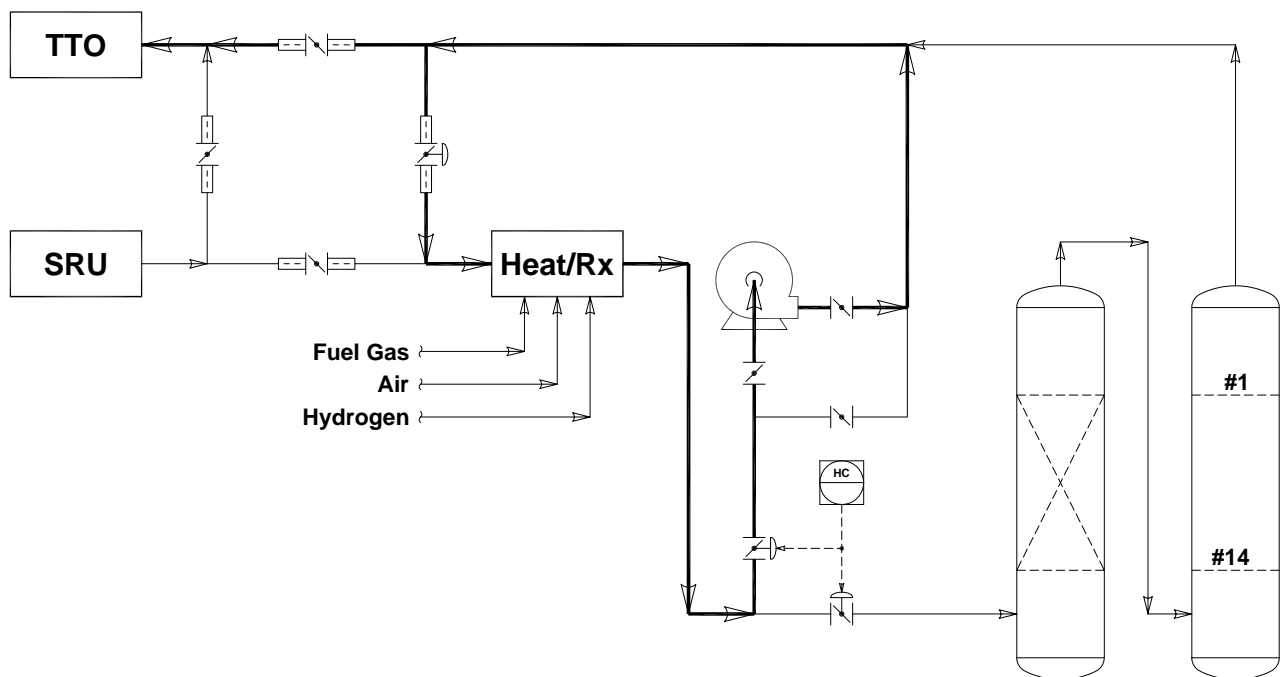 TTO
SRU
Heat/Rx
Fuel Gas
Air
Hydrogen
HC
#1
#14